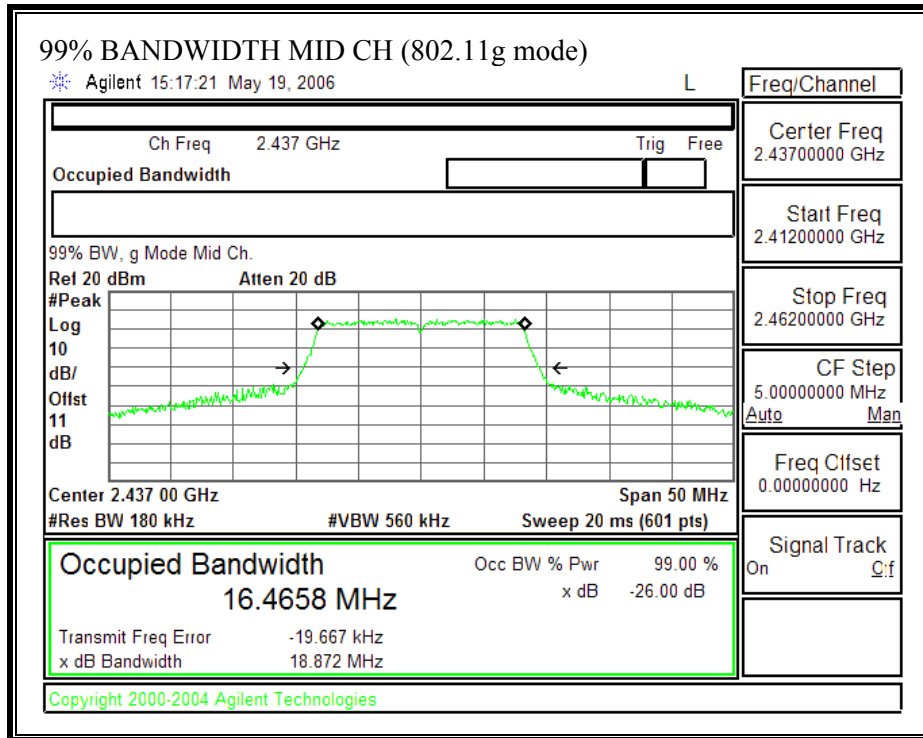 99% BANDWIDTH MID CH (802.11g mode)
Agilent 15:17:21 May 19, 2006 L
Freq/Channel
Ch Freq 2.437 GHz Trig Free
Occupied Bandwidth
Center Freq
2.43700000 GHz
Start Freq
2.41200000 GHz
99% BW, g Mode Mid Ch.
Ref 20 dBm Atten 20 dB
#Peak
Log
10
dB/
Offst
11
dB
Stop Freq
2.46200000 GHz
CF Step
5.00000000 MHz
Auto Man
Freq Offset
0.00000000 Hz
Center 2.437 00 GHz Span 50 MHz
#Res BW 180 kHz #VBW 560 kHz Sweep 20 ms (601 pts)
Signal Track
On Off
Occupied Bandwidth
16.4658 MHz
Occ BW % Pwr 99.00 %
x dB -26.00 dB
Transmit Freq Error -19.667 kHz
x dB Bandwidth 18.872 MHz
Copyright 2000-2004 Agilent Technologies